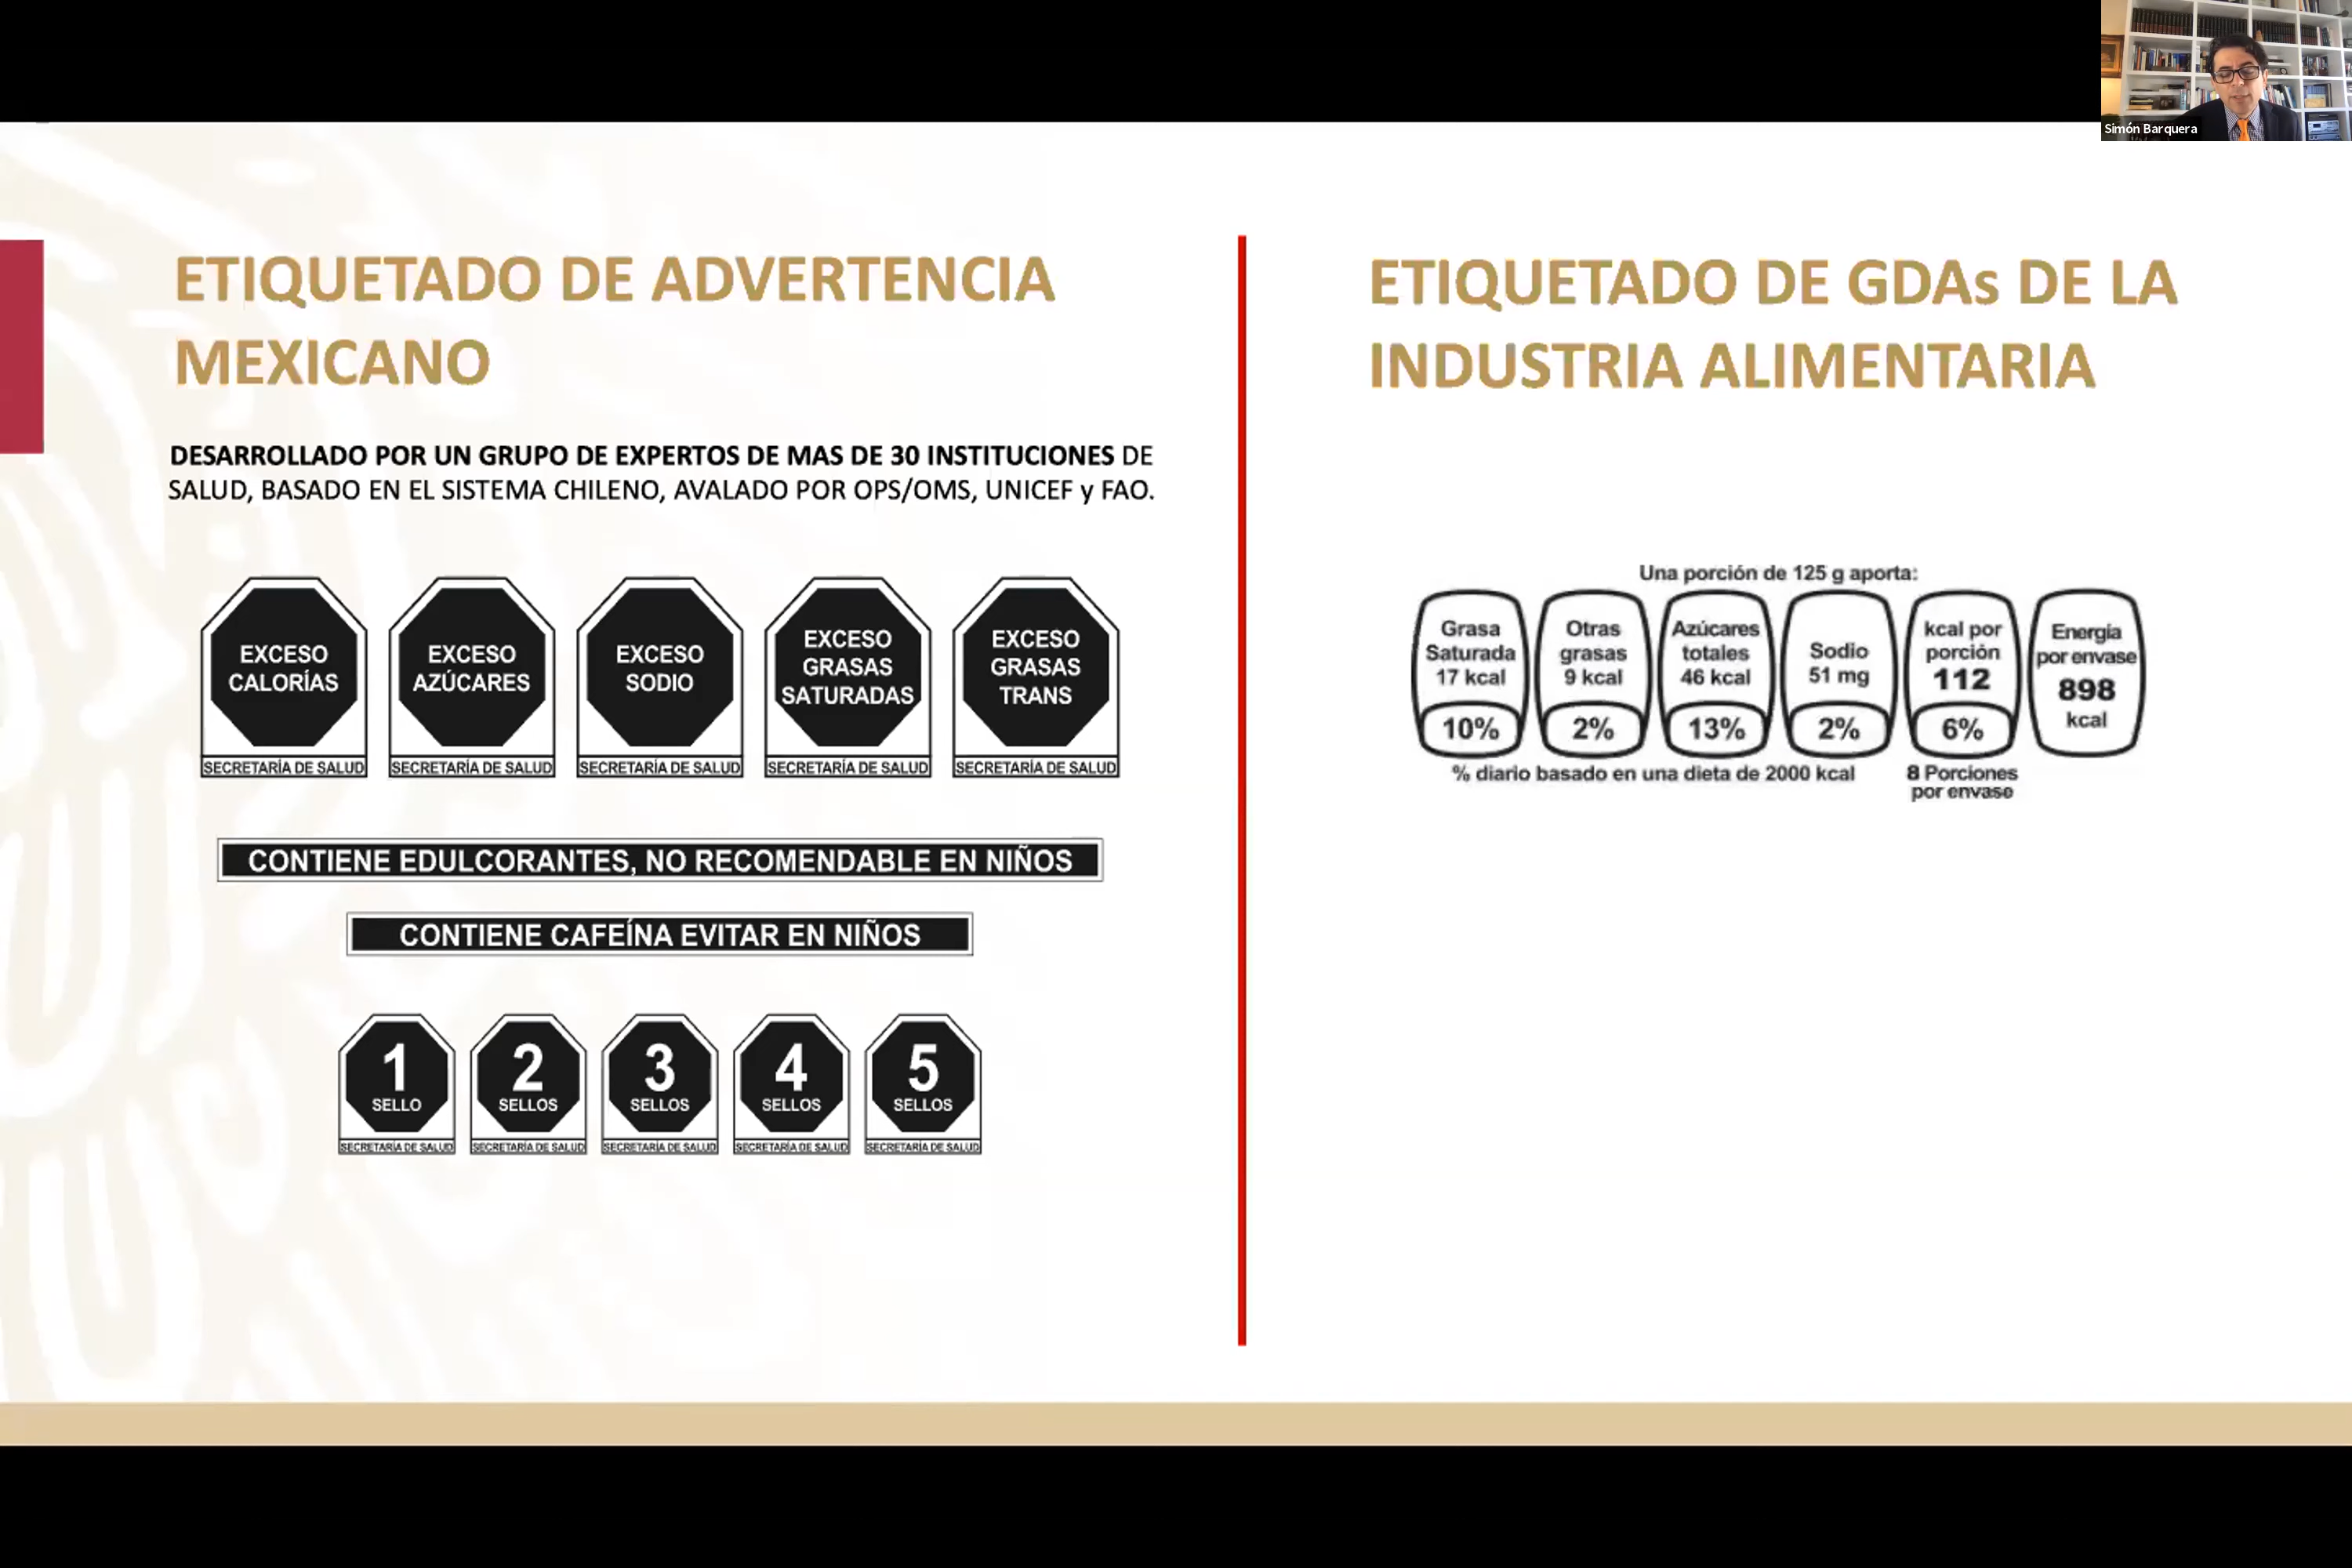 Simón Barquera
ETIQUETADO DE ADVERTENCIA
MEXICANO
DESARROLLADO POR UN GRUPO DE EXPERTOS DE MAS DE 30 INSTITUCIONES DE
SALUD, BASADO EN EL SISTEMA CHILENO, AVALADO POR OPS/OMS, UNICEF y FAO.
EXCESO
CALORÍAS
SECRETARÍA DE SALUD
EXCESO
AZÚCARES
SECRETARÍA DE SALUD
EXCESO
SODIO
SECRETARÍA DE SALUD
EXCESO
GRASAS
SATURADAS
SECRETARÍA DE SALUD
EXCESO
GRASAS
TRANS
SECRETARÍA DE SALUD
CONTIENE EDULCORANTES, NO RECOMENDABLE EN NIÑOS
CONTIENE CAFEÍNA EVITAR EN NIÑOS
1
SELLO
SECRETARÍA DE SALUD
2
SELLOS
SECRETARÍA DE SALUD
3
SELLOS
SECRETARÍA DE SALUD
4
SELLOS
SECRETARÍA DE SALUD
5
SELLOS
SECRETARÍA DE SALUD
ETIQUETADO DE GDAs DE LA
INDUSTRIA ALIMENTARIA
Una porción de 125 g aporta:
Grasa
Saturada
17 kcal
10%
Otras
grasas
9 kcal
2%
Azúcares
totales
46 kcal
13%
Sodio
51 mg
2%
kcal por
porción
112
6%
Energía
por envase
898
kcal
% diario basado en una dieta de 2000 kcal
8 Porciones
por envase